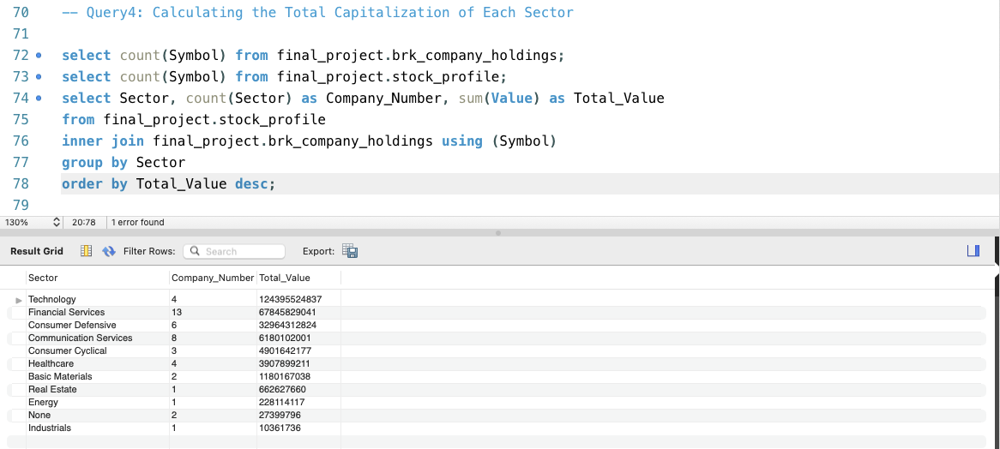 70 -- Query4: Calculating the Total Capitalization of Each Sector
71
72 select count(Symbol) from final_project.brk_company_holdings;
73 select count(Symbol) from final_project.stock_profile;
74 select Sector, count(Sector) as Company_Number, sum(Value) as Total_Value
75 from final_project.stock_profile
76 inner join final_project.brk_company_holdings using (Symbol)
77 group by Sector
78 order by Total_Value desc;
79
130% 20:78 1 error found
Result Grid Filter Rows: Search Export:
Sector Company_Number Total_Value
Technology 4 124395524837
Financial Services 13 67845829041
Consumer Defensive 6 32964312824
Communication Services 8 6180102001
Consumer Cyclical 3 4901642177
Healthcare 4 3907899211
Basic Materials 2 1180167038
Real Estate 1 662627660
Energy 1 228114117
None 2 27399796
Industrials 1 10361736